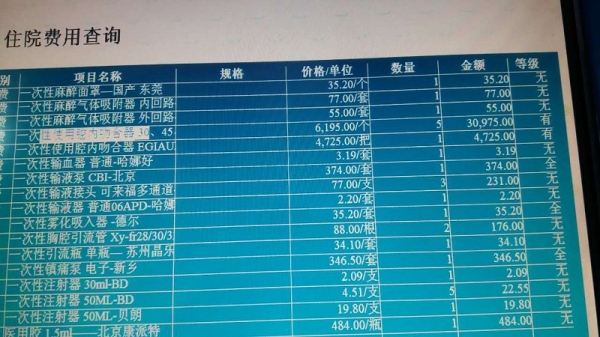 住院费用查询
别 项目名称 规格 价格/单位 数量 金额 等级
费 一次性麻醉面罩—国产 东莞 35.20/个 1 35.20 无
费 一次性麻醉气体吸附器 内回路 77.00/套 1 77.00 无
费 一次性麻醉气体吸附器 外回路 55.00/套 1 55.00 无
费 一次性使用腔内吻合器 30、45 6,195.00/个 5 30,975.00 有
一次性使用腔内吻合器 EGIAU 4,725.00/把 1 4,725.00 有
一次性输血器 普通-哈娜好 3.19/套 1 3.19 无
一次性输液泵 CBI-北京 374.00/套 1 374.00 全
一次性输液接头 可来福多通道 77.00/支 3 231.00 无
一次性输液器 普通06APD-哈娜 2.20/套 1 2.20 无
一次性雾化吸入器-德尔 35.20/套 1 35.20 全
一次性胸腔引流管 Xy-fr28/30/3 88.00/根 2 176.00 无
一次性引流瓶 单瓶— 苏州晶乐 34.10/套 1 34.10 无
一次性镇痛泵 电子-新乡 346.50/套 1 346.50 全
一次性注射器 30ml-BD 2.09/支 1 2.09 无
一次性注射器 50ML-BD 4.51/支 5 22.55 无
一次性注射器 50ML-贝朗 19.80/支 1 19.80 无
医用胶 1.5ml——北京康派特 484.00/瓶 1 484.00 无